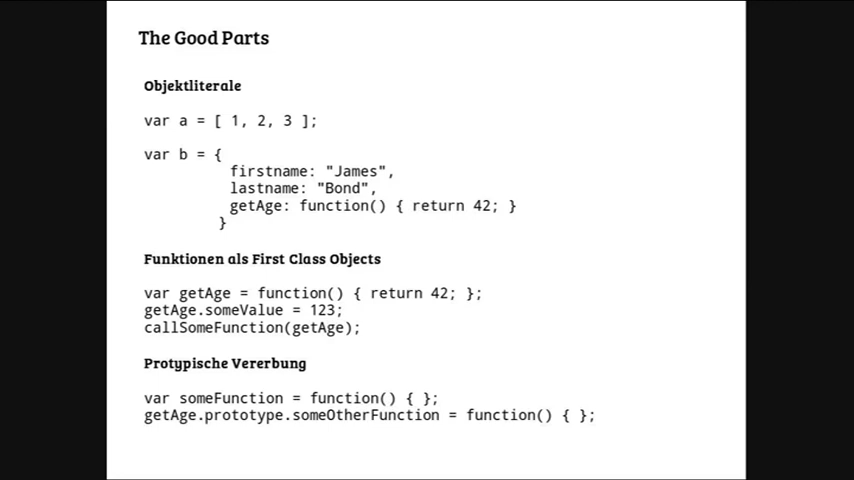 The Good Parts
Objektliterale
var a = [ 1, 2, 3 ];
var b = {
firstname: "James",
lastname: "Bond",
getAge: function() { return 42; }
}
Funktionen als First Class Objects
var getAge = function() { return 42; };
getAge.someValue = 123;
callSomeFunction(getAge);
Protypische Vererbung
var someFunction = function() { };
getAge.prototype.someOtherFunction = function() { };